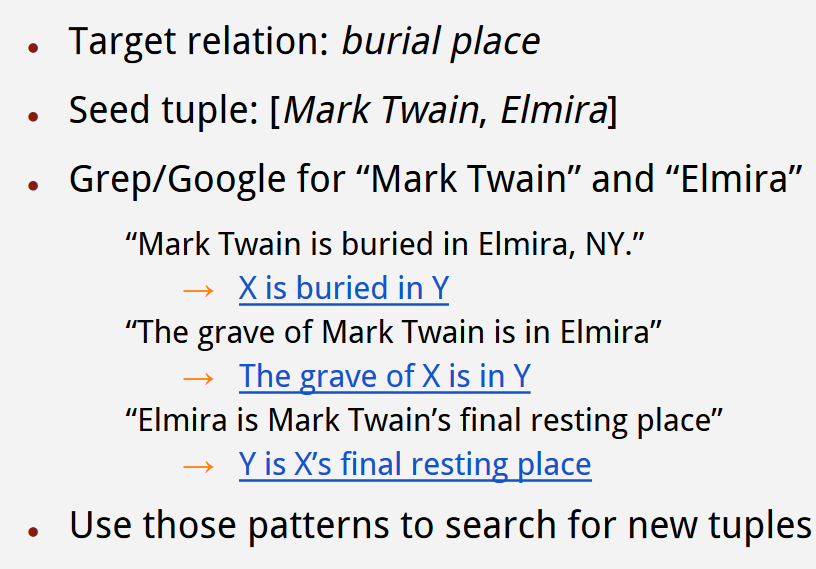 • Target relation: burial place
• Seed tuple: [Mark Twain, Elmira]
• Grep/Google for “Mark Twain” and “Elmira”
“Mark Twain is buried in Elmira, NY.”
→ X is buried in Y
“The grave of Mark Twain is in Elmira”
→ The grave of X is in Y
“Elmira is Mark Twain’s final resting place”
→ Y is X’s final resting place
• Use those patterns to search for new tuples